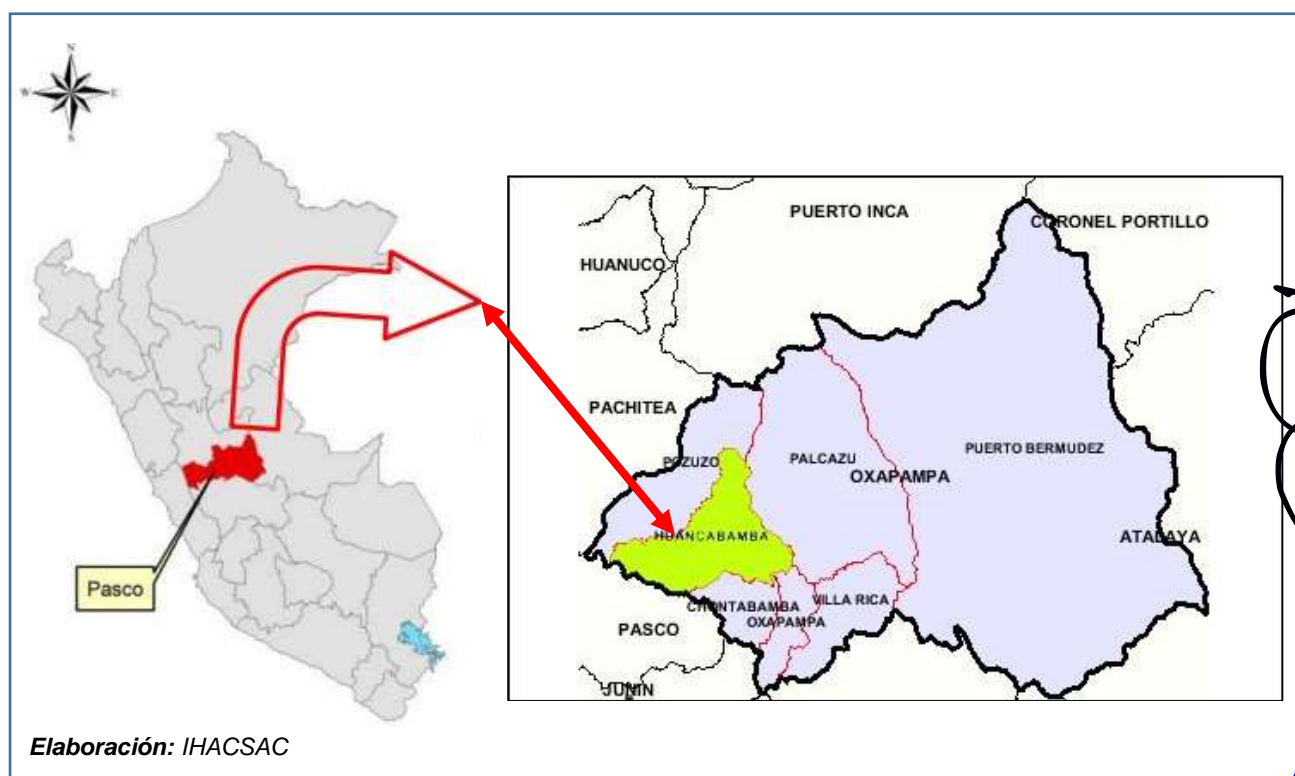 N
W E
S
PUERTO INCA
CORONEL PORTILLO
HUANUCO
PACHITEA
POZUZO
PALCAZU
PUERTO BERMUDEZ
OXAPAMPA
HUANCABAMBA
ATALAYA
Pasco
CHONTABAMBA
VILLA RICA
OXAPAMPA
PASCO
JUNIN
Elaboración: IHACSAC